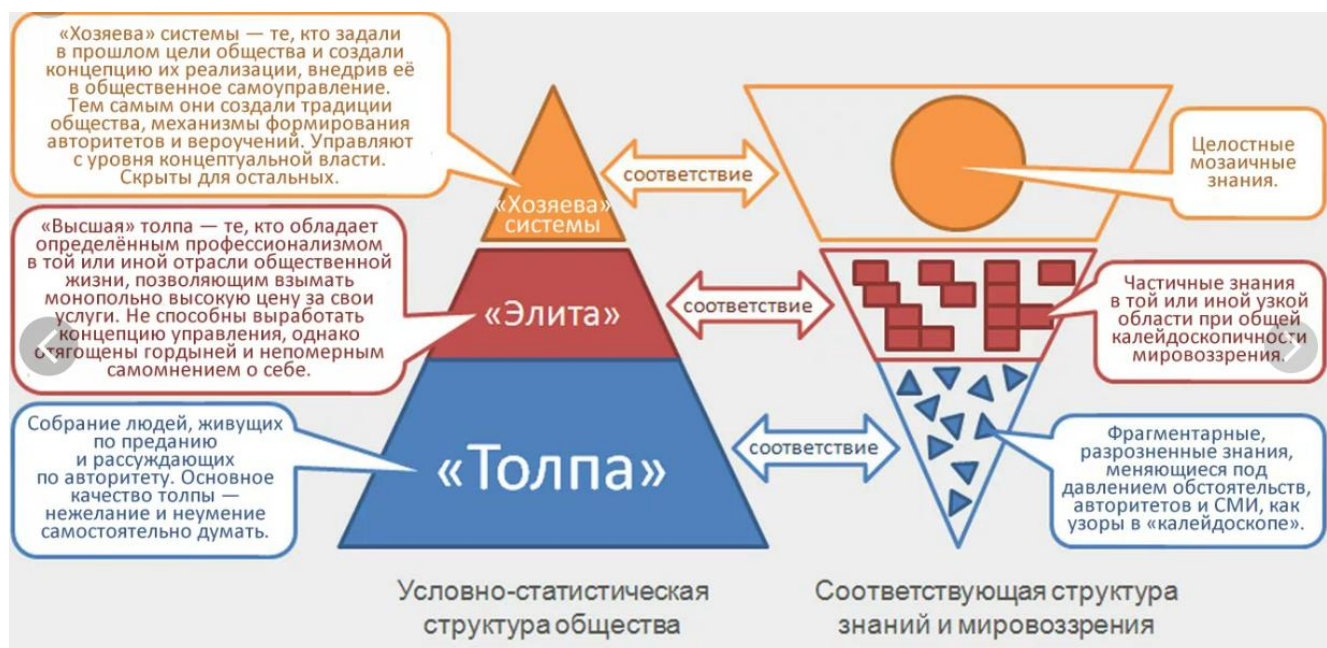 «Хозяева» системы — те, кто задали
в прошлом цели общества и создали
концепцию их реализации, внедрив её
в общественное самоуправление.
Тем самым они создали традиции
общества, механизмы формирования
авторитетов и вероучений. Управляют
с уровня концептуальной власти.
Скрыты для остальных.
«Хозяева»
системы
соответствие
Целостные
мозаичные
знания.
«Высшая» толпа — те, кто обладает
определённым профессионализмом
в той или иной отрасли общественной
жизни, позволяющим взымать
монопольно высокую цену за свои
услуги. Не способны выработать
концепцию управления, однако
отягощены гордыней и непомерным
самомнением о себе.
«Элита»
соответствие
Частичные знания
в той или иной узкой
области при общей
калейдоскопичности
мировоззрения.
Собрание людей, живущих
по преданию
и рассуждающих
по авторитету. Основное
качество толпы —
нежелание и неумение
самостоятельно думать.
«Толпа»
соответствие
Фрагментарные,
разрозненные знания,
меняющиеся под
давлением обстоятельств,
авторитетов и СМИ, как
узоры в «калейдоскопе».
Условно-статистическая
структура общества
Соответствующая структура
знаний и мировоззрения